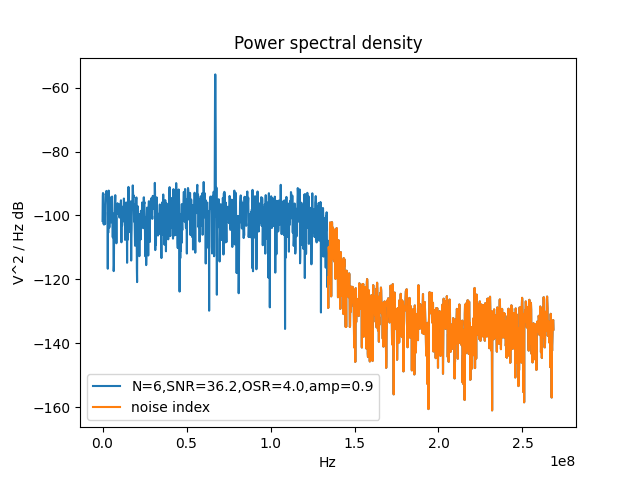 Power spectral density
V^2 / Hz dB
−60
−80
−100
−120
−140
−160
N=6,SNR=36.2,OSR=4.0,amp=0.9
noise index
0.0 0.5 1.0 1.5 2.0 2.5
Hz
1e8